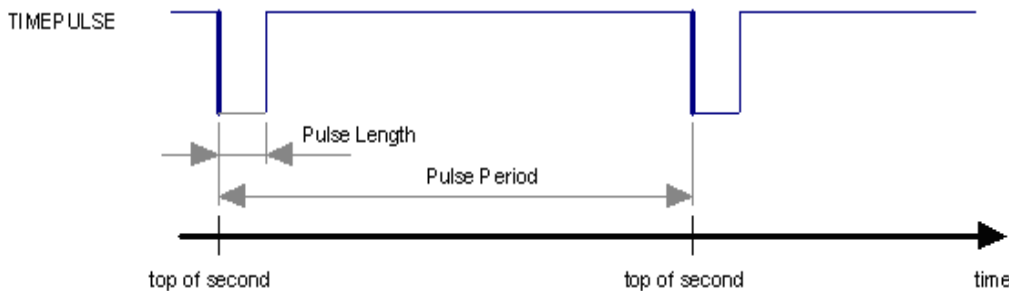 TIMEPULSE
Pulse Length
Pulse Period
top of second
top of second
time